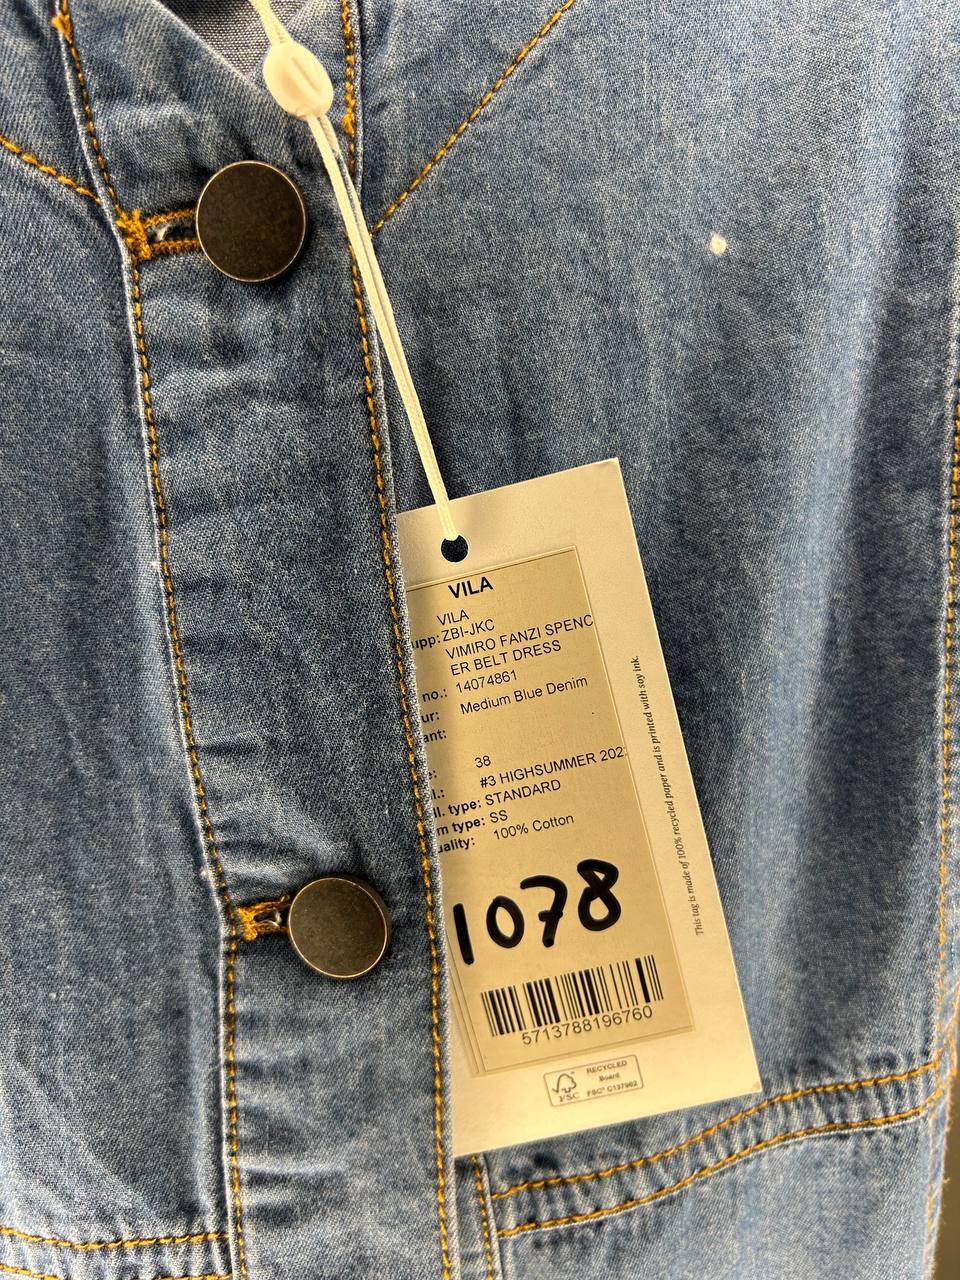 VILA
VILA
upp: ZBI-JKC
VIMIRO FANZI SPENC
ER BELT DRESS
no.: 14074861
ur: Medium Blue Denim
ant:
e: 38
l.: #3 HIGHSUMMER 202
ll. type: STANDARD
m type: SS
uality: 100% Cotton
1078
5713788196760
FSC
RECYCLED
Board
FSC® C137962
This tag is made of 100% recycled paper and is printed with soy ink.